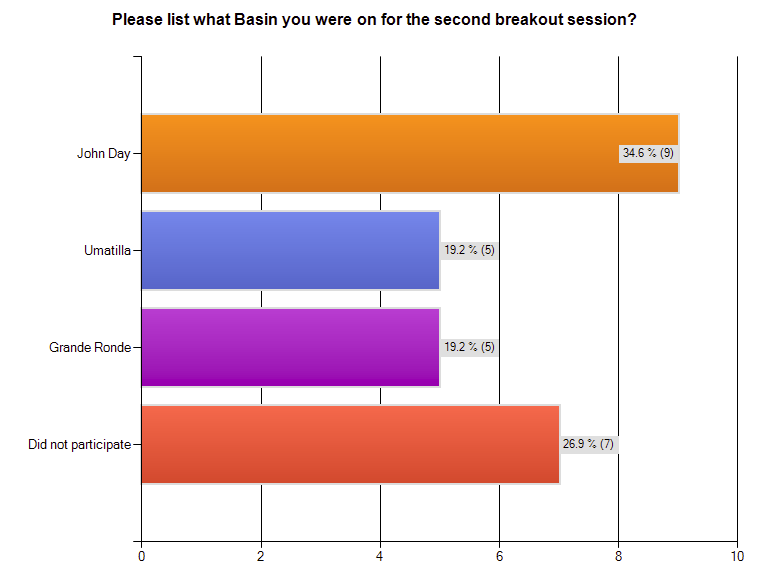 Please list what Basin you were on for the second breakout session?
John Day
34.6 % (9)
Umatilla
19.2 % (5)
Grande Ronde
19.2 % (5)
Did not participate
26.9 % (7)
0 2 4 6 8 10